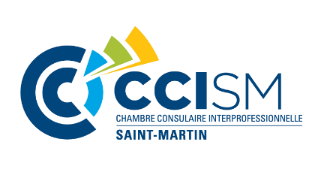 CCISM
CHAMBRE CONSULAIRE INTERPROFESSIONNELLE
SAINT-MARTIN